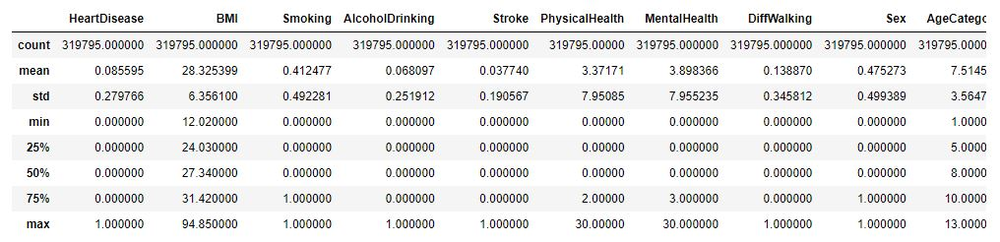 HeartDisease BMI Smoking AlcoholDrinking Stroke PhysicalHealth MentalHealth DiffWalking Sex AgeCatego
count 319795.000000 319795.000000 319795.000000 319795.000000 319795.000000 319795.00000 319795.000000 319795.000000 319795.000000 319795.0000
mean 0.085595 28.325399 0.412477 0.068097 0.037740 3.37171 3.898366 0.138870 0.475273 7.5145
std 0.279766 6.356100 0.492281 0.251912 0.190567 7.95085 7.955235 0.345812 0.499389 3.5647
min 0.000000 12.020000 0.000000 0.000000 0.000000 0.00000 0.000000 0.000000 0.000000 1.0000
25% 0.000000 24.030000 0.000000 0.000000 0.000000 0.00000 0.000000 0.000000 0.000000 5.0000
50% 0.000000 27.340000 0.000000 0.000000 0.000000 0.00000 0.000000 0.000000 0.000000 8.0000
75% 0.000000 31.420000 1.000000 0.000000 0.000000 2.00000 3.000000 0.000000 1.000000 10.0000
max 1.000000 94.850000 1.000000 1.000000 1.000000 30.00000 30.000000 1.000000 1.000000 13.0000